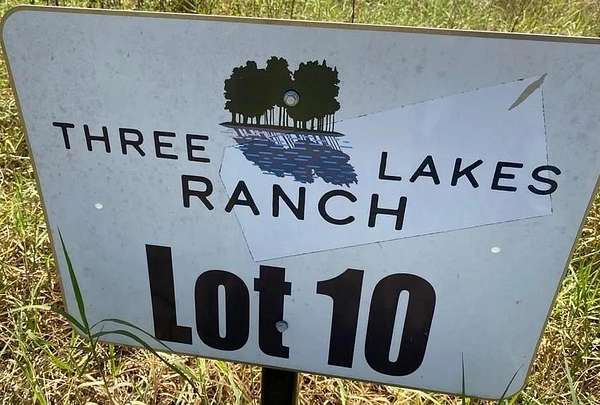 THREE LAKES
RANCH
Lot 10